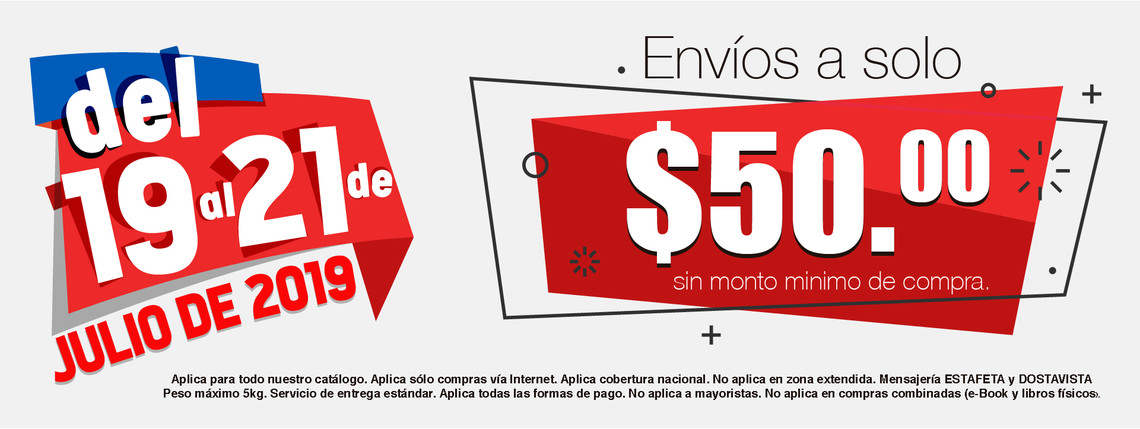 del
19 al 21 de
JULIO DE 2019
Envíos a solo
$50.00
sin monto minimo de compra.
Aplica para todo nuestro catálogo. Aplica sólo compras vía Internet. Aplica cobertura nacional. No aplica en zona extendida. Mensajería ESTAFETA y DOSTAVISTA
Peso máximo 5kg. Servicio de entrega estándar. Aplica todas las formas de pago. No aplica a mayoristas. No aplica en compras combinadas (e-Book y libros físicos).